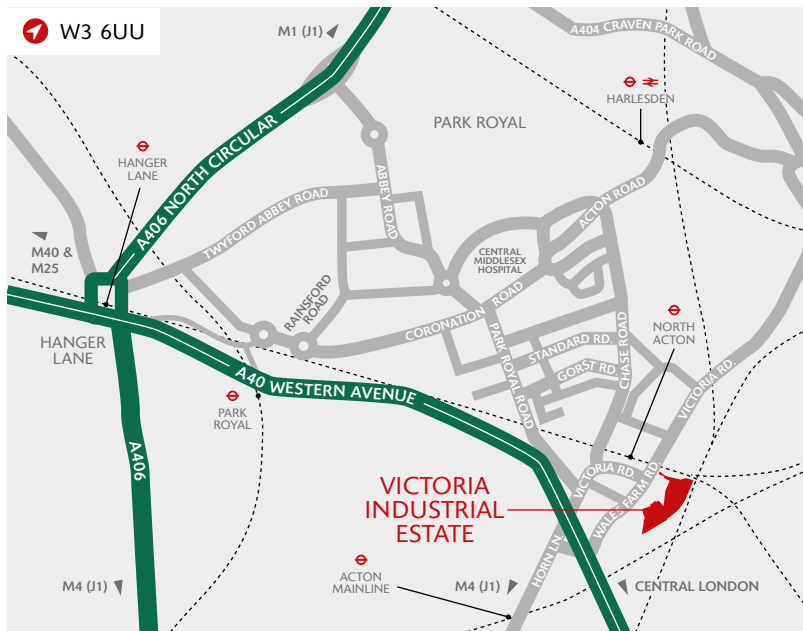 W3 6UU
M1 (J1)
A404 CRAVEN PARK ROAD
HARLESDEN
PARK ROYAL
HANGER
LANE
A406 NORTH CIRCULAR
ABBEY ROAD
TWYFORD ABBEY ROAD
ACTON ROAD
M40 &
M25
CENTRAL
MIDDLESEX
HOSPITAL
RAINSFORD
ROAD
CORONATION ROAD
PARK ROYAL ROAD
CHASE ROAD
NORTH
ACTON
HANGER
LANE
STANDARD RD.
GORST RD.
VICTORIA RD.
A40 WESTERN AVENUE
PARK
ROYAL
A406
VICTORIA
INDUSTRIAL
ESTATE
VICTORIA RD.
WALES FARM RD.
HORN LN.
ACTON
MAINLINE
M4 (J1)
M4 (J1)
CENTRAL LONDON